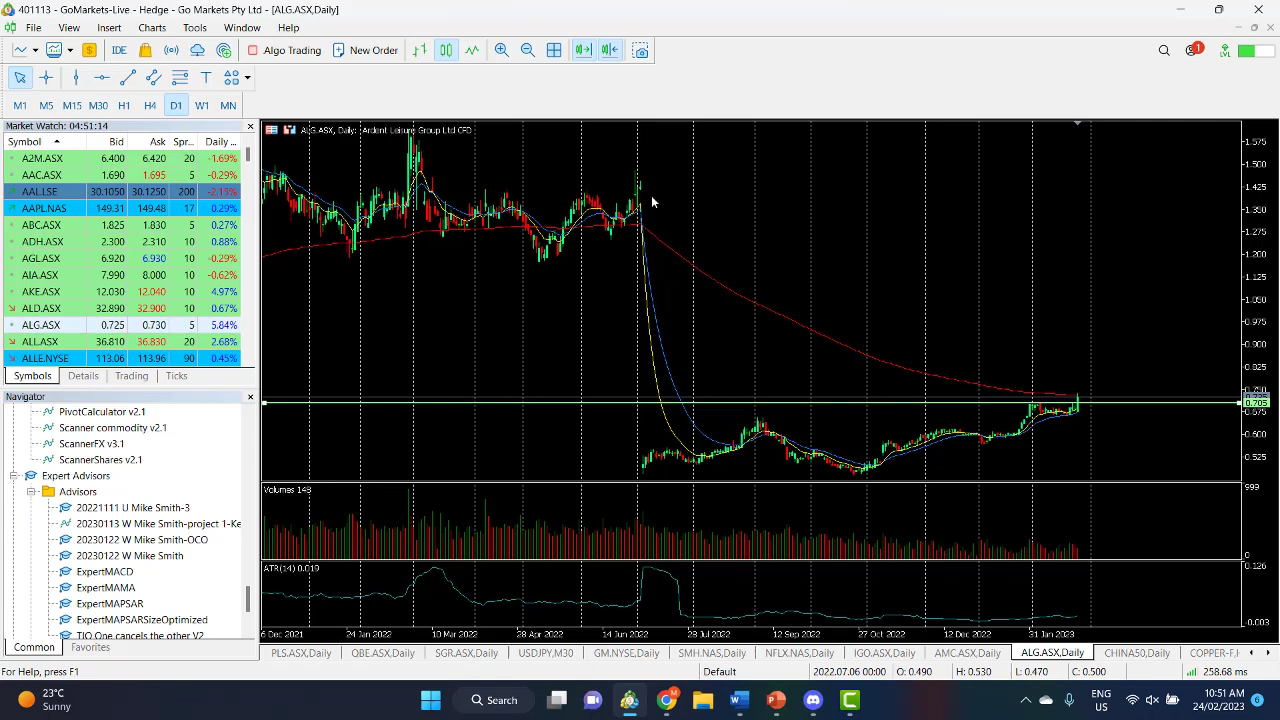 401113 - GoMarkets-Live - Hedge - Go Markets Pty Ltd - [ALG.ASX,Daily]
File View Insert Charts Tools Window Help
IDE Algo Trading New Order 1 LVL
T
M1 M5 M15 M30 H1 H4 D1 W1 MN
Market Watch: 04:51:14
Symbol Bid Ask Spr... Daily ...
A2M.ASX 6.400 6.420 20 -1.69%
AAC.ASX 1.690 1.695 5 -0.29%
AAL.LSE 30.1050 30.1250 200 -2.15%
AAPL.NAS 149.31 149.48 17 0.29%
ABC.ASX 1.825 1.830 5 0.27%
ADH.ASX 2.300 2.310 10 0.88%
AGL.ASX 6.920 6.930 10 -0.29%
AIA.ASX 7.990 8.000 10 -0.62%
AKE.ASX 12.030 12.040 10 4.97%
ALD.ASX 32.890 32.900 10 0.67%
ALG.ASX 0.725 0.730 5 5.84%
ALL.ASX 36.810 36.830 20 2.68%
ALLE.NYSE 113.06 113.96 90 0.45%
Symbols Details Trading Ticks
Navigator
PivotCalculator v2.1
Scanner commodity v2.1
ScannerFX v3.1
ScannerShares v2.1
Expert Advisors
Advisors
20221111 U Mike Smith-3
20230113 W Mike Smith-project 1-Ke
20230122 W Mike Smith-OCO
20230122 W Mike Smith
ExpertMACD
ExpertMAMA
ExpertMAPSAR
ExpertMAPSARSizeOptimized
TIO One cancels the other V2
Common Favorites
ALG.ASX, Daily: Ardent Leisure Group Ltd CFD
1.575
1.500
1.425
1.350
1.275
1.200
1.125
1.050
0.975
0.900
0.825
0.750
0.705
0.675
0.600
0.525
Volumes 148
999
0
ATR(14) 0.019
0.126
-0.003
6 Dec 2021 24 Jan 2022 10 Mar 2022 28 Apr 2022 14 Jun 2022 28 Jul 2022 12 Sep 2022 27 Oct 2022 12 Dec 2022 31 Jan 2023
PLS.ASX,Daily QBE.ASX,Daily SGR.ASX,Daily USDJPY,M30 GM.NYSE,Daily SMH.NAS,Daily NFLX.NAS,Daily IGG.ASX,Daily AMC.ASX,Daily ALG.ASX,Daily CHINA50,Daily COPPER-F,
For Help, press F1 Default 2022.07.06 00:00 O: 0.490 H: 0.530 L: 0.470 C: 0.500 258.68 ms
23°C
Sunny
Search
ENG
US
10:51 AM
24/02/2023
6